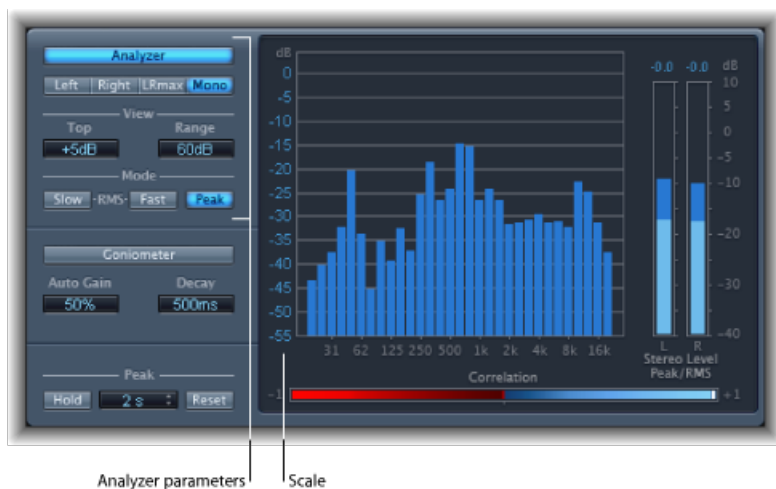 Analyzer
Left Right LRmax Mono
View
Top Range
+5dB 60dB
Mode
Slow -RMS- Fast Peak
Goniometer
Auto Gain Decay
50% 500ms
Peak
Hold 2 s Reset
dB
0
-5
-10
-15
-20
-25
-30
-35
-40
-45
-50
-55
31 62 125 250 500 1k 2k 4k 8k 16k
Correlation
-1 +1
-0.0 -0.0 dB
10
5
0
-5
-10
-20
-30
-40
L R
Stereo Level
Peak/RMS
Analyzer parameters
Scale